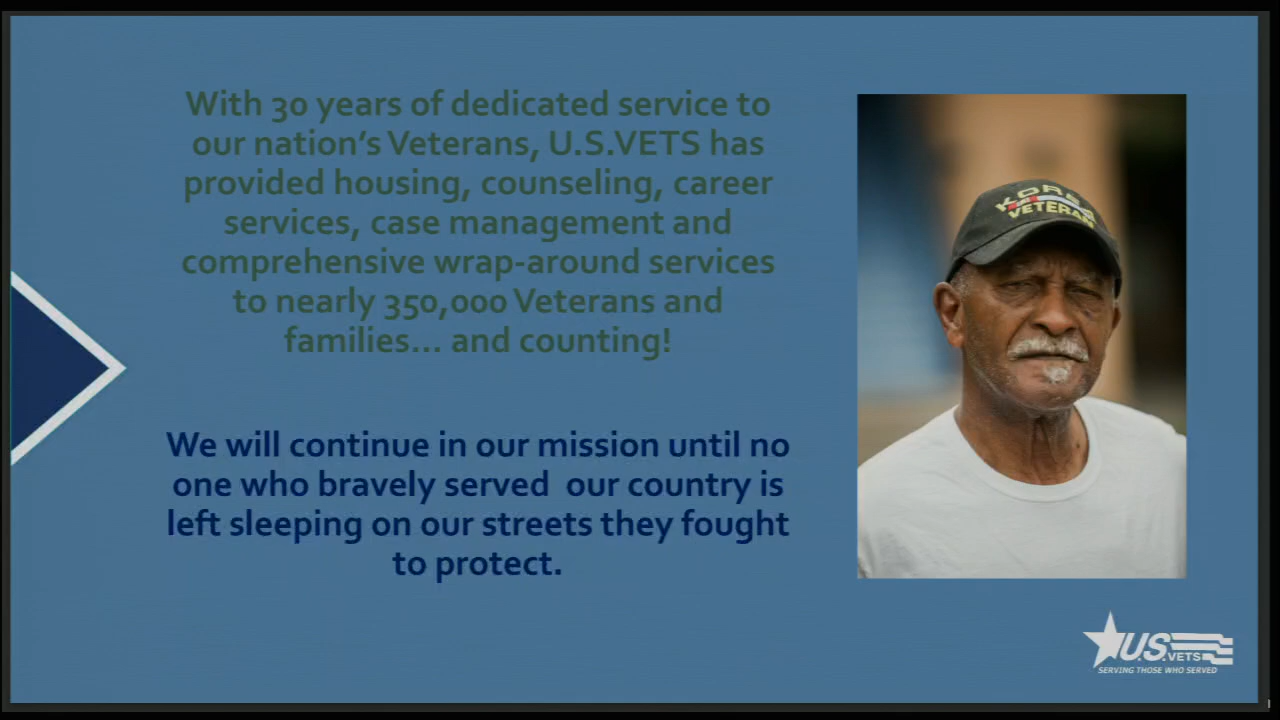 With 30 years of dedicated service to
our nation's Veterans, U.S.VETS has
provided housing, counseling, career
services, case management and
comprehensive wrap-around services
to nearly 350,000 Veterans and
families... and counting!
We will continue in our mission until no
one who bravely served  our country is
left sleeping on our streets they fought
to protect.
KOREA
VETERAN
U.S.VETS
SERVING THOSE WHO SERVED